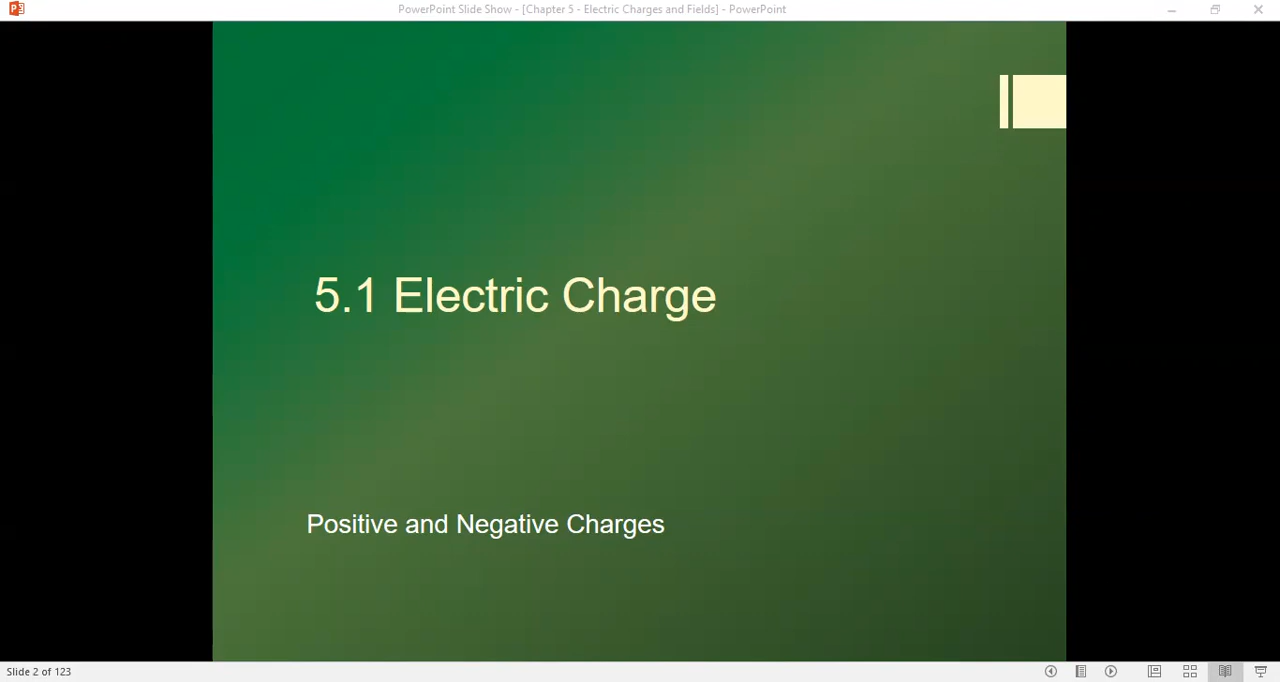 PowerPoint Slide Show - [Chapter 5 - Electric Charges and Fields] - PowerPoint
5.1 Electric Charge
Positive and Negative Charges
Slide 2 of 123